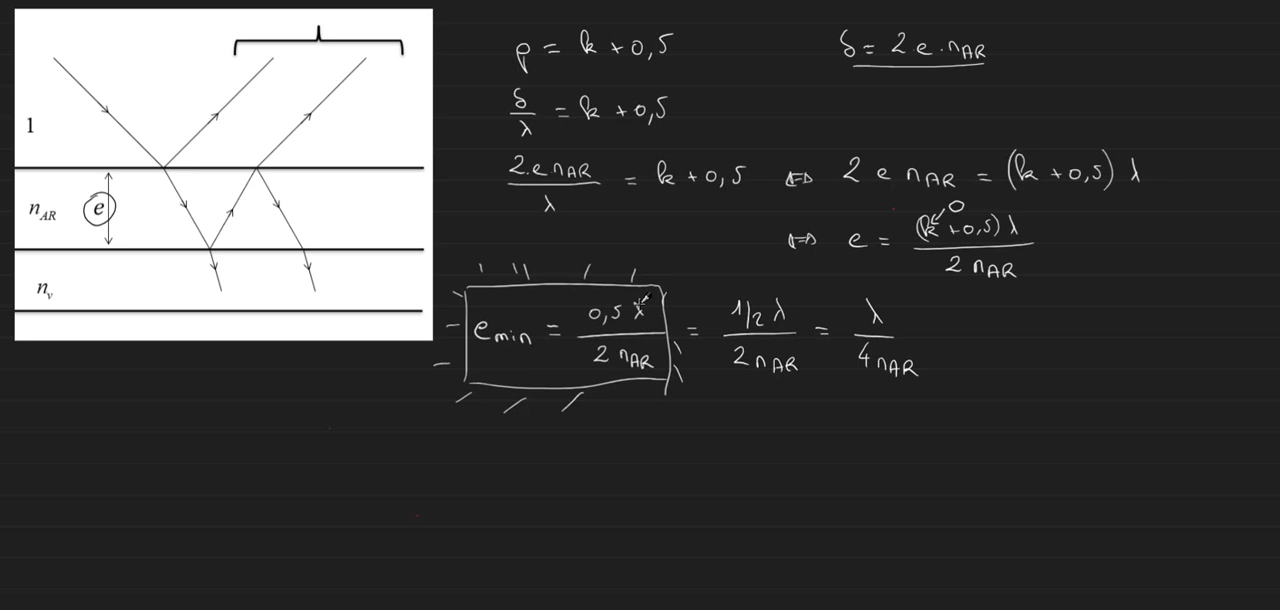 1
n_AR
e
n_v
p = k + 0,5
δ = 2 e · n_AR
δ/λ = k + 0,5
2.e n_AR / λ = k + 0,5 ⟺ 2 e n_AR = (k + 0,5) λ
0
⟺ e = (k + 0,5) λ / 2 n_AR
e_min = 0,5 λ / 2 n_AR = 1/2 λ / 2 n_AR = λ / 4 n_AR